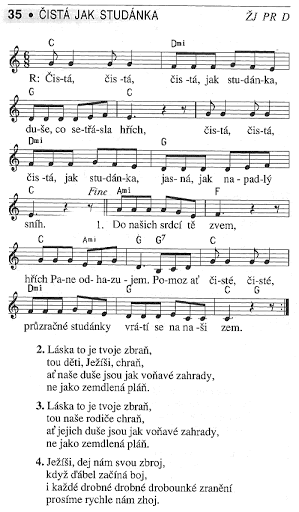 35 • ČISTÁ JAK STUDÁNKA ŽJ PR D
C Dmi
R: Čis-tá, čis -tá, čis-tá, jak stu-dán-ka,
G C
du-še, co se-třá-sla hřích, čis-tá, čis-tá,
Dmi G
čis -tá, jak stu-dán-ka, jas-ná, jak na-pad-lý
C Fine Ami F
sníh. 1. Do našich srdcí tě zvem,
C Ami G G7 C
hřích Pa-ne od-ha-zu-jem. Po-moz ať čis-té, čis-té,
Dmi G C G
průzračné studánky vrá-tí se na na-ši zem.
2. Láska to je tvoje zbraň,
tou děti, Ježíši, chraň,
ať naše duše jsou jak voňavé zahrady,
ne jako zemdlená pláň.
3. Láska to je tvoje zbraň,
tou naše rodiče chraň,
ať jejich duše jsou jak voňavé zahrady,
ne jako zemdlená pláň.
4. Ježíši, dej nám svou zbroj,
když ďábel začíná boj,
i každé drobné drobné drobounké zranění
prosíme rychle nám zhoj.